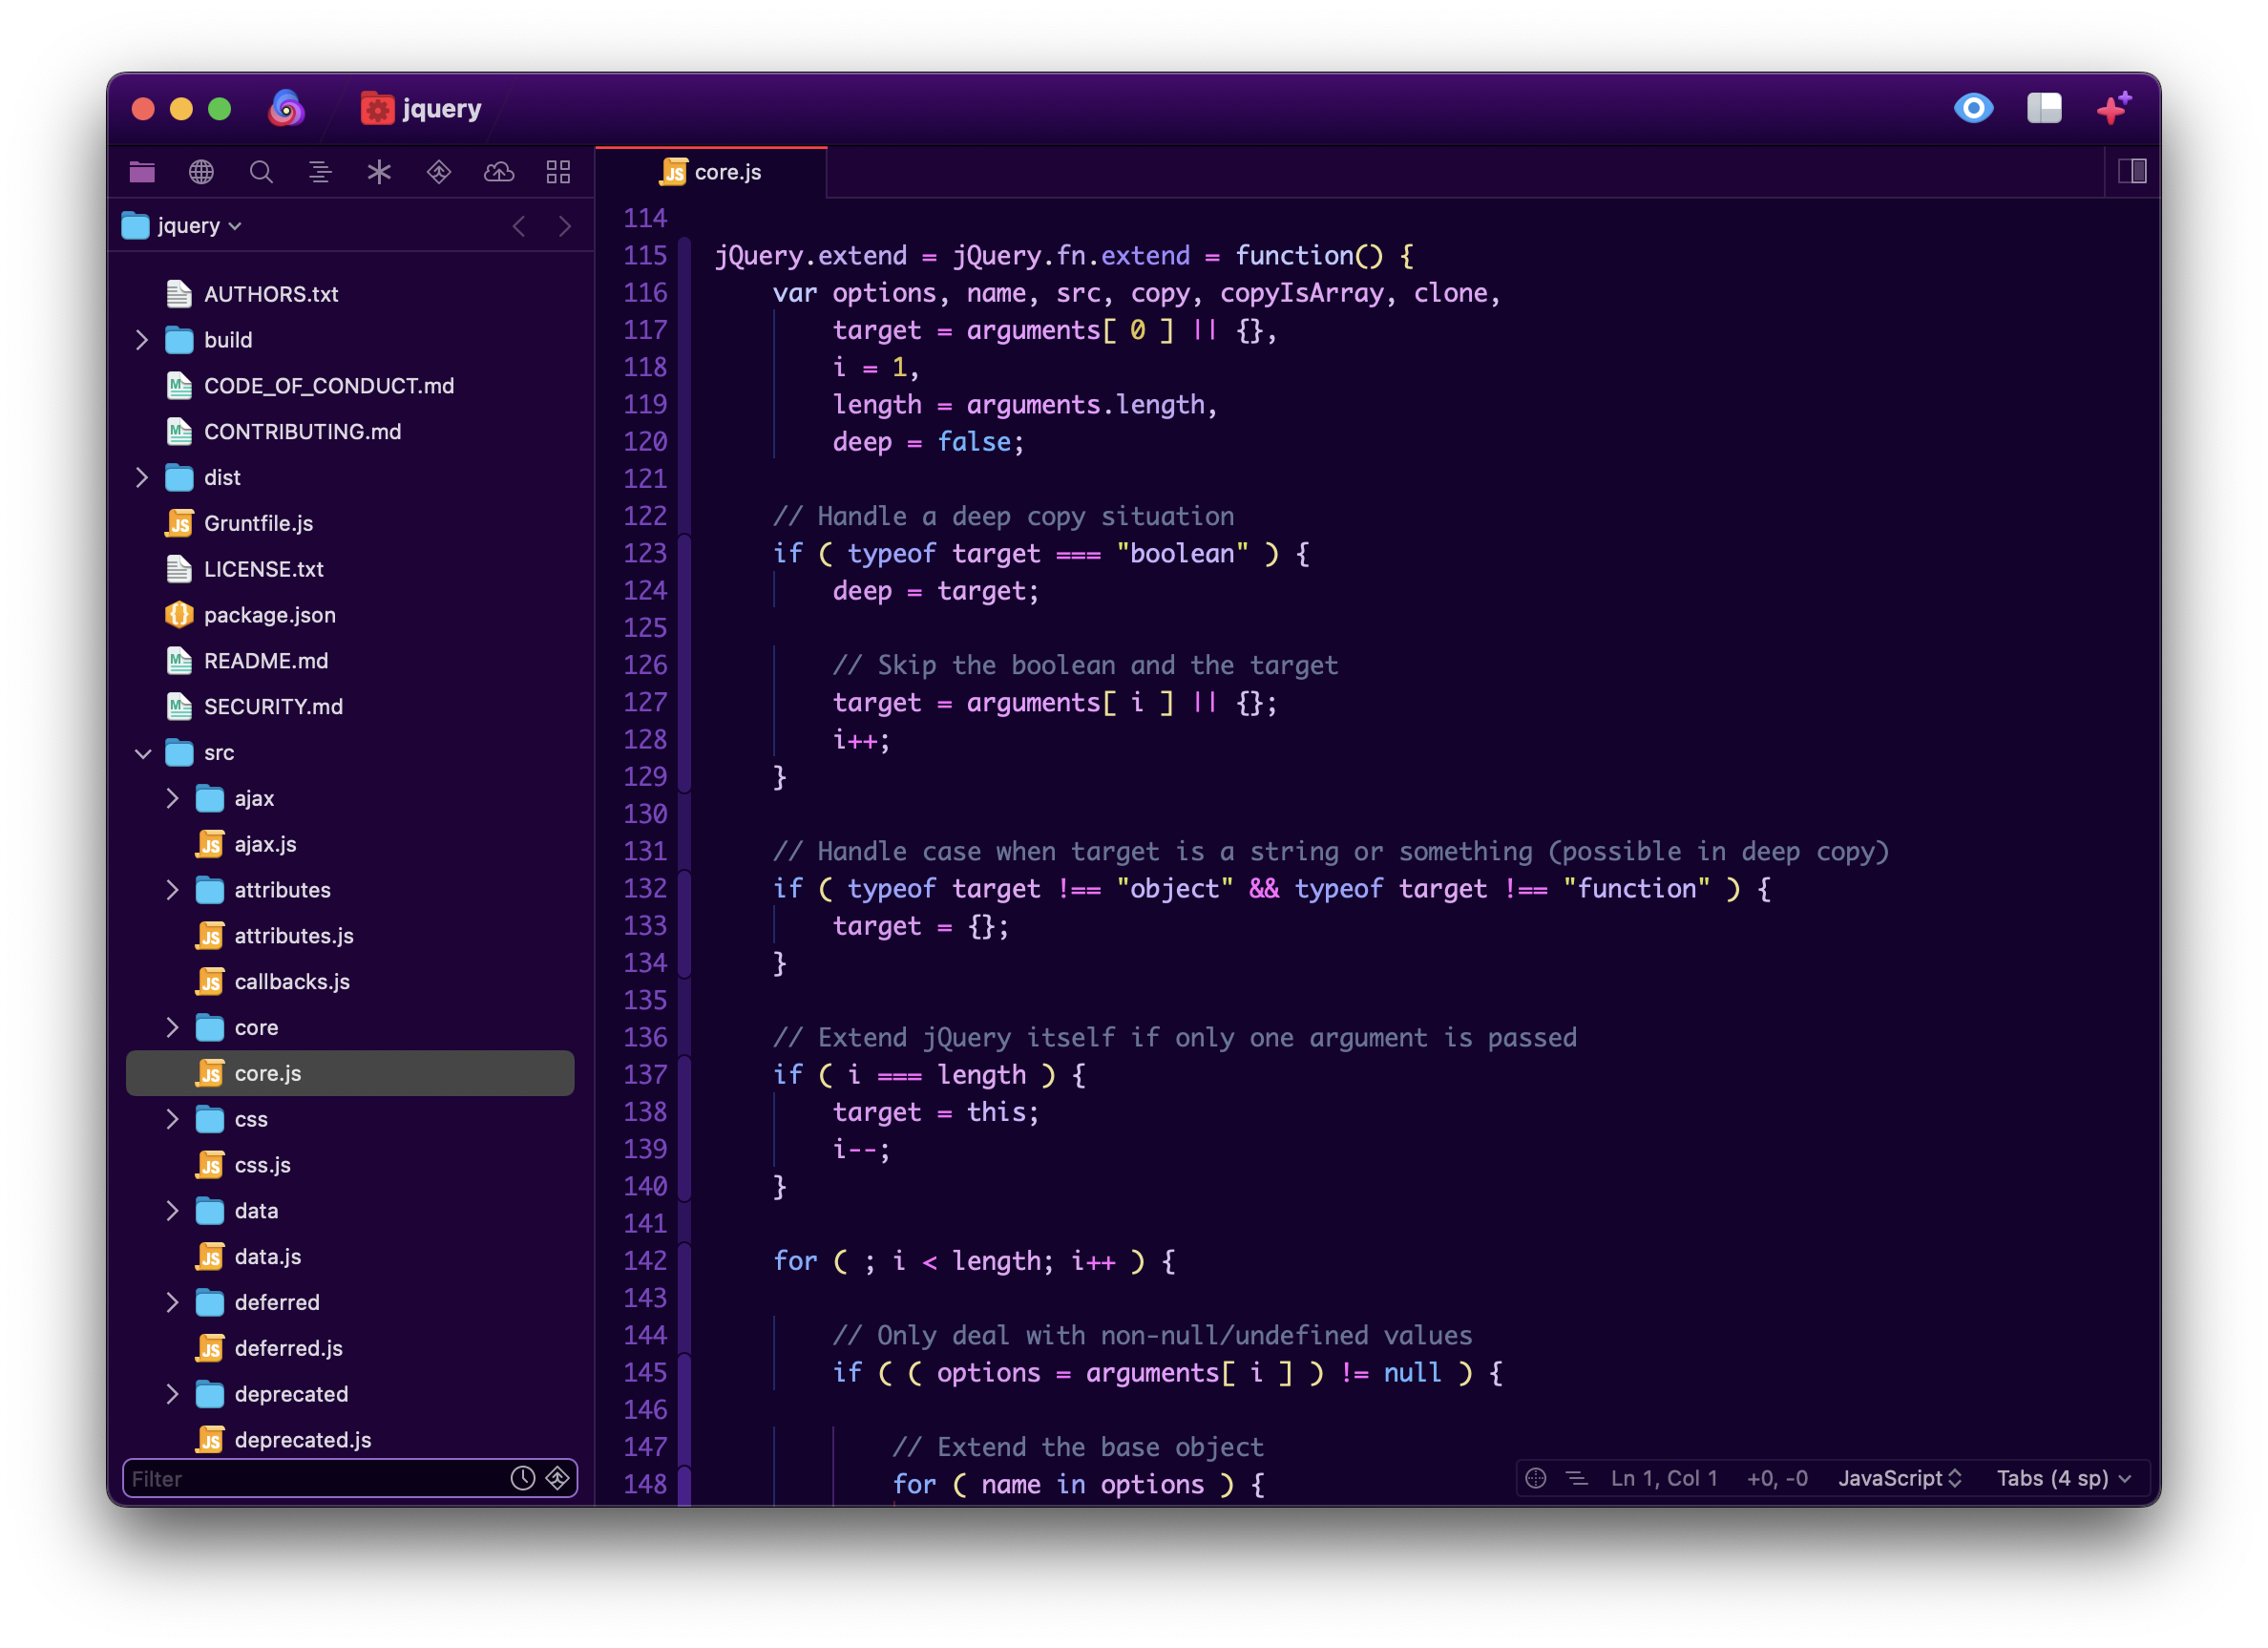 jquery
jquery
AUTHORS.txt
build
CODE_OF_CONDUCT.md
CONTRIBUTING.md
dist
Gruntfile.js
LICENSE.txt
package.json
README.md
SECURITY.md
src
ajax
ajax.js
attributes
attributes.js
callbacks.js
core
core.js
css
css.js
data
data.js
deferred
deferred.js
deprecated
deprecated.js
Filter
core.js
114
115 jQuery.extend = jQuery.fn.extend = function() {
116     var options, name, src, copy, copyIsArray, clone,
117         target = arguments[ 0 ] || {},
118         i = 1,
119         length = arguments.length,
120         deep = false;
121
122     // Handle a deep copy situation
123     if ( typeof target === "boolean" ) {
124         deep = target;
125
126         // Skip the boolean and the target
127         target = arguments[ i ] || {};
128         i++;
129     }
130
131     // Handle case when target is a string or something (possible in deep copy)
132     if ( typeof target !== "object" && typeof target !== "function" ) {
133         target = {};
134     }
135
136     // Extend jQuery itself if only one argument is passed
137     if ( i === length ) {
138         target = this;
139         i--;
140     }
141
142     for ( ; i < length; i++ ) {
143
144         // Only deal with non-null/undefined values
145         if ( ( options = arguments[ i ] ) != null ) {
146
147             // Extend the base object
148             for ( name in options ) {
Ln 1, Col 1 +0, -0 JavaScript Tabs (4 sp)